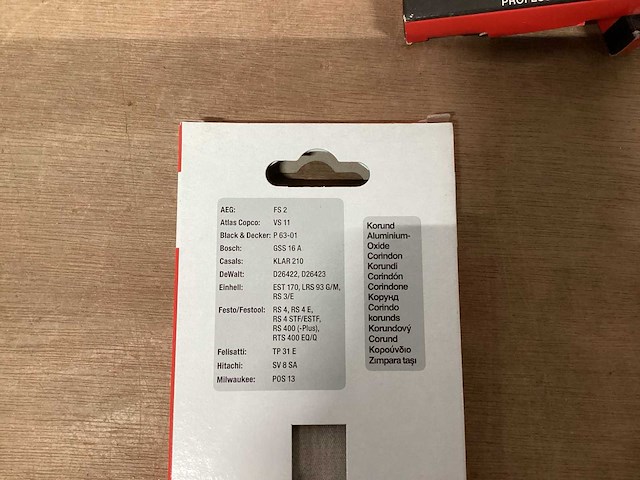 PROFES
AEG: FS 2
Atlas Copco: VS 11
Black & Decker: P 63-01
Bosch: GSS 16 A
Casals: KLAR 210
DeWalt: D26422, D26423
Einhell: EST 170, LRS 93 G/M,
RS 3/E
Festo/Festool: RS 4, RS 4 E,
RS 4 STF/ESTF,
RS 400 (-Plus),
RTS 400 EQ/Q
Felisatti: TP 31 E
Hitachi: SV 8 SA
Milwaukee: POS 13
Korund
Aluminium-
Oxide
Corindon
Korundi
Corindón
Corindone
Корунд
Corindo
korunds
Korundový
Corund
Κορούνδιο
Zımpara taşı